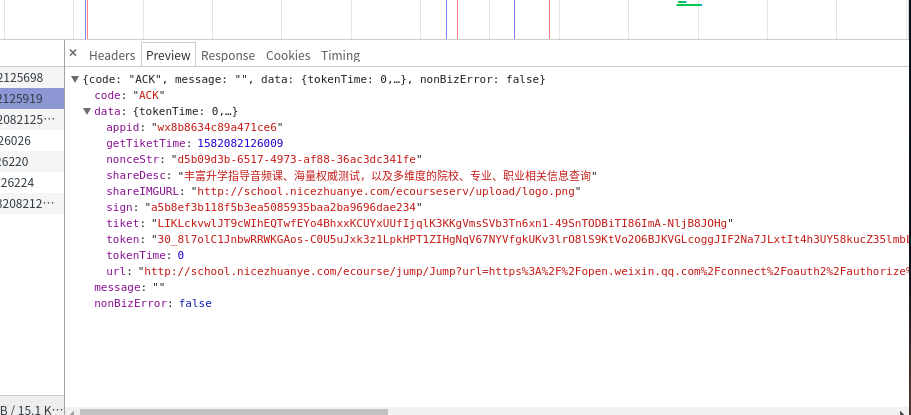 × Headers Preview Response Cookies Timing
2125698
2125919
2082125…
26026
26220
26224
3208212…
{code: "ACK", message: "", data: {tokenTime: 0,…}, nonBizError: false}
code: "ACK"
data: {tokenTime: 0,…}
appid: "wx8b8634c89a471ce6"
getTiketTime: 1582082126009
nonceStr: "d5b09d3b-6517-4973-af88-36ac3dc341fe"
shareDesc: "丰富升学指导音频课、海量权威测试，以及多维度的院校、专业、职业相关信息查询"
shareIMGURL: "http://school.nicezhuanye.com/ecourseserv/upload/logo.png"
sign: "a5b8ef3b118f5b3ea5085935baa2ba9696dae234"
tiket: "LIKLckvwlJT9cWIhEQTwfEYo4BhxxKCUYxUUfIjqlK3KKgVmsSVb3Tn6xn1-49SnTODBiTI86ImA-NljB8JOHg"
token: "30_8l7olC1JnbwRRWKGAos-C0U5uJxk3z1LpkHPT1ZIHgNqV67NYVfgkUKv3lrO8lS9KtVo2O6BJKVGLcoggJIF2Na7JLxtIt4h3UY58kucZ35lmbL
tokenTime: 0
url: "http://school.nicezhuanye.com/ecourse/jump/Jump?url=https%3A%2F%2Fopen.weixin.qq.com%2Fconnect%2Foauth2%2Fauthorize%
message: ""
nonBizError: false
B / 15.1 K…